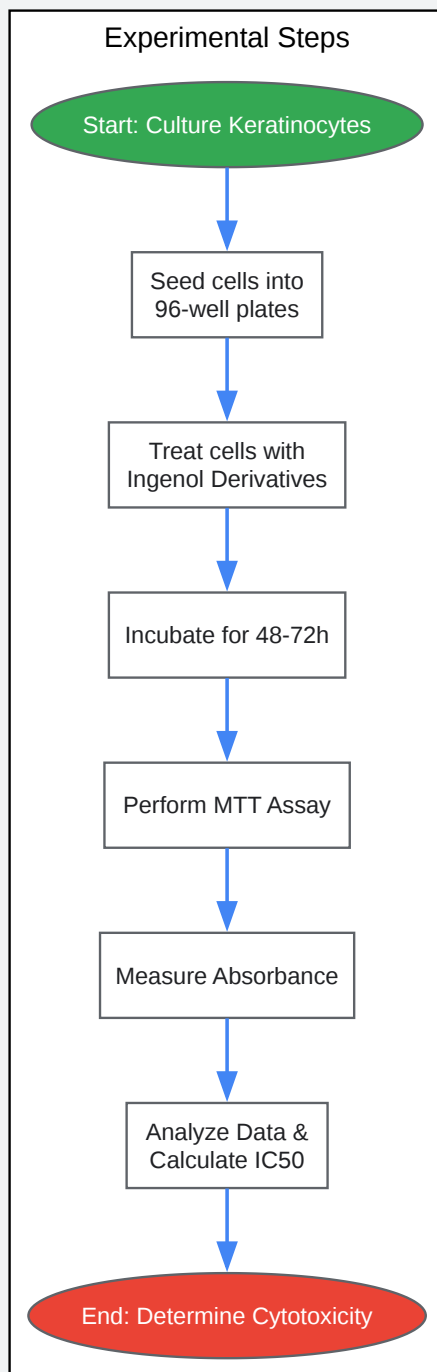 Experimental Steps
Start: Culture Keratinocytes
Seed cells into
96-well plates
Treat cells with
Ingenol Derivatives
Incubate for 48-72h
Perform MTT Assay
Measure Absorbance
Analyze Data &
Calculate IC50
End: Determine Cytotoxicity